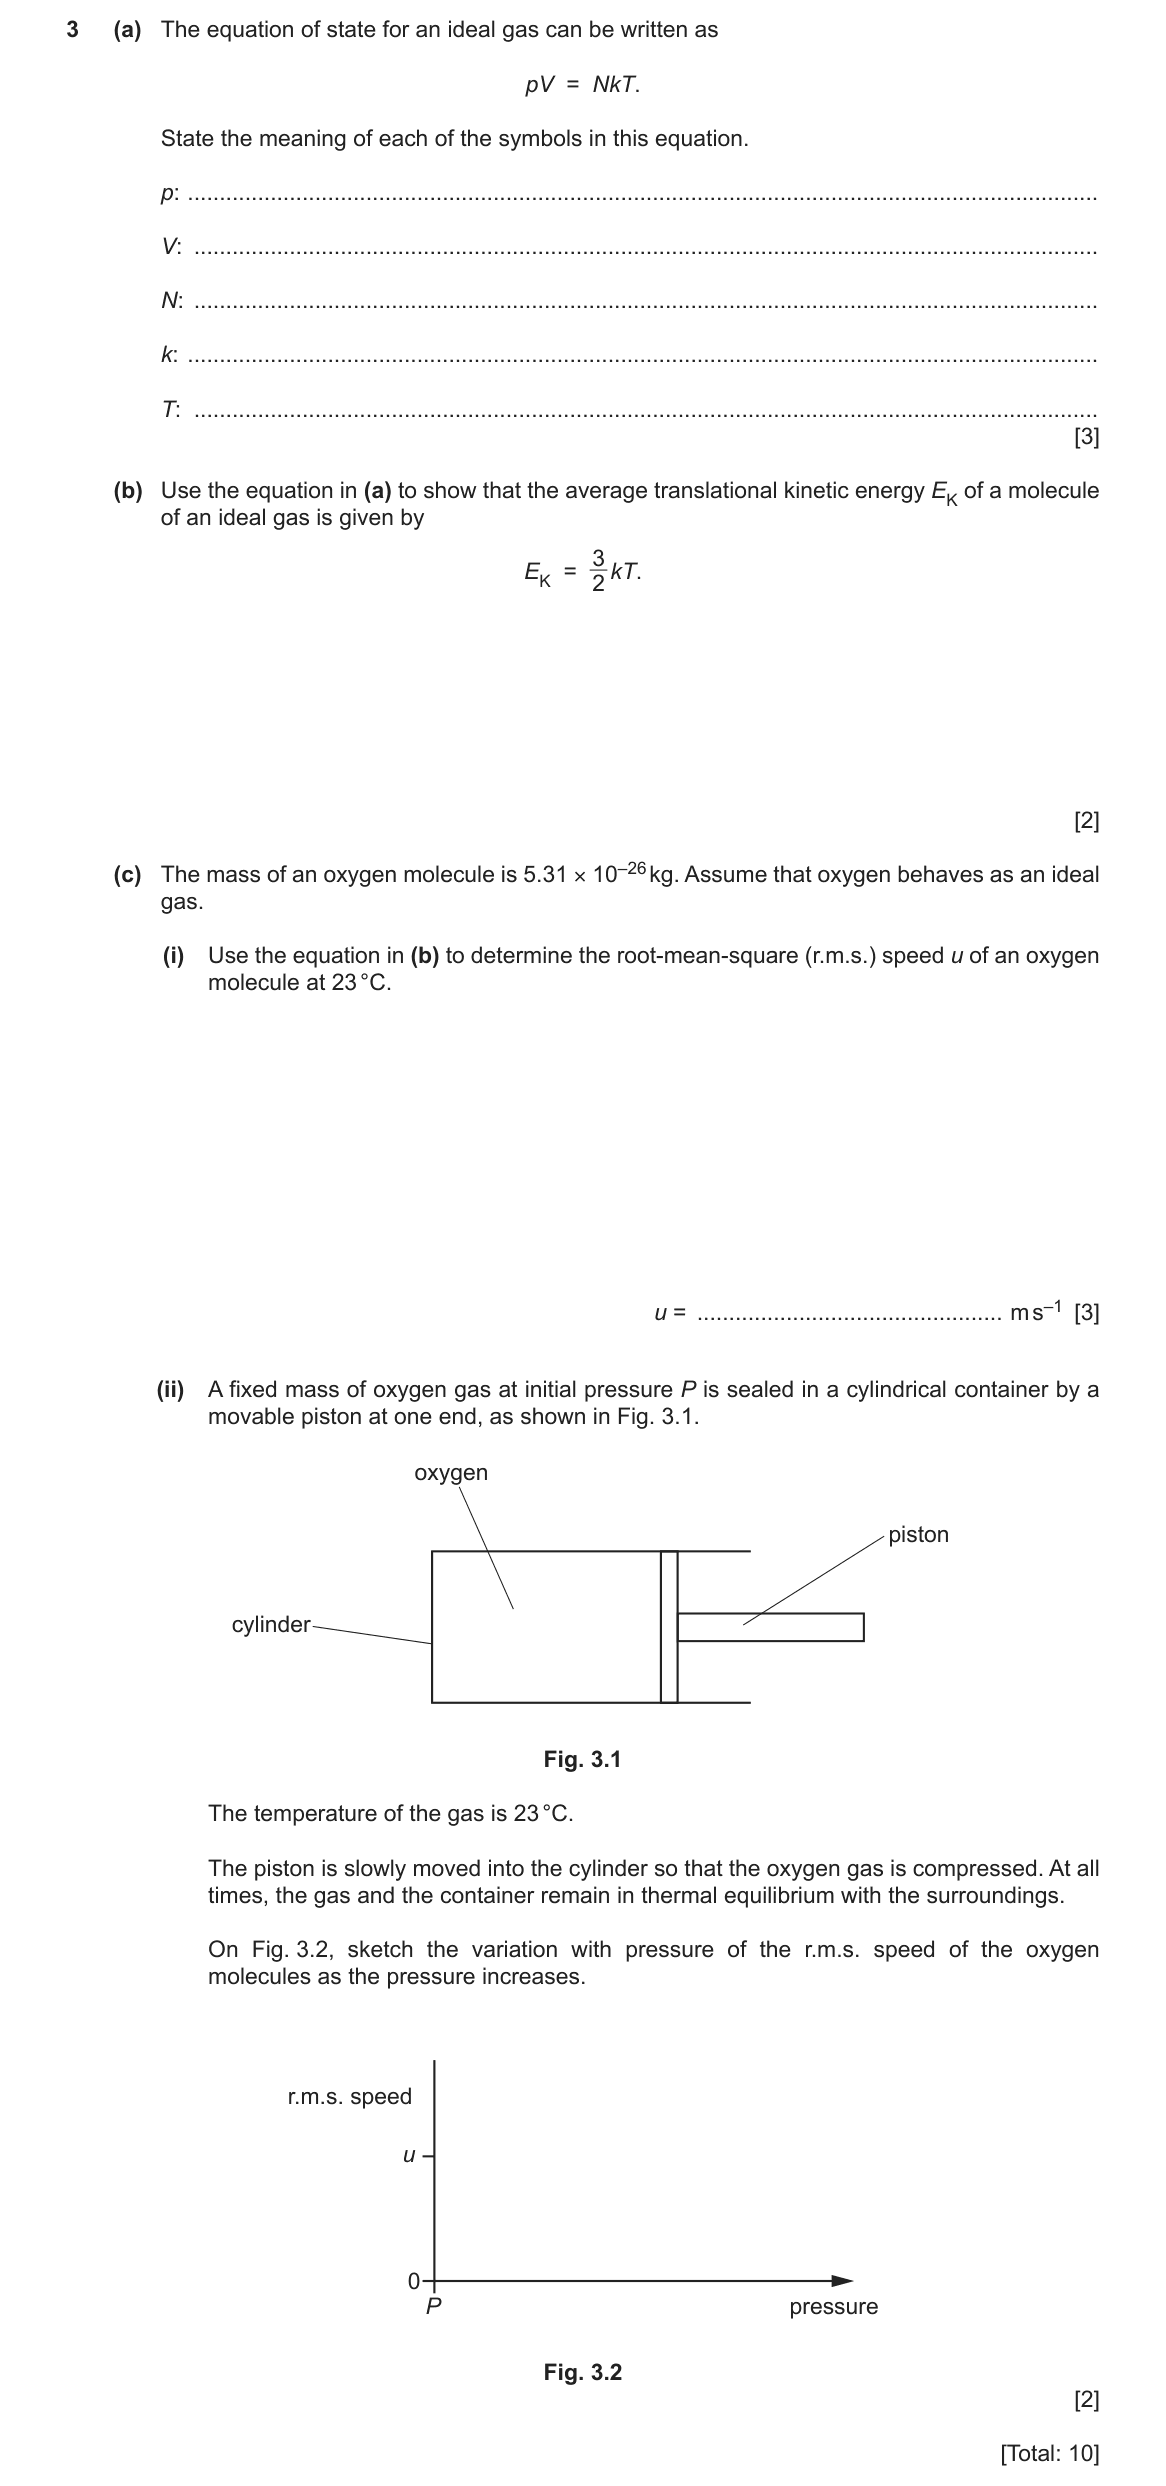 3 (a) The equation of state for an ideal gas can be written as
pV = NkT.
State the meaning of each of the symbols in this equation.
p: ..............................................................................................................................
V: ..............................................................................................................................
N: ..............................................................................................................................
k: ..............................................................................................................................
T: ..............................................................................................................................
[3]
(b) Use the equation in (a) to show that the average translational kinetic energy E_K of a molecule
of an ideal gas is given by
E_K = 3/2 kT.
[2]
(c) The mass of an oxygen molecule is 5.31 × 10⁻²⁶ kg. Assume that oxygen behaves as an ideal
gas.
(i) Use the equation in (b) to determine the root-mean-square (r.m.s.) speed u of an oxygen
molecule at 23 °C.
u = ................................................ m s⁻¹ [3]
(ii) A fixed mass of oxygen gas at initial pressure P is sealed in a cylindrical container by a
movable piston at one end, as shown in Fig. 3.1.
oxygen
piston
cylinder
Fig. 3.1
The temperature of the gas is 23 °C.
The piston is slowly moved into the cylinder so that the oxygen gas is compressed. At all
times, the gas and the container remain in thermal equilibrium with the surroundings.
On Fig. 3.2, sketch the variation with pressure of the r.m.s. speed of the oxygen
molecules as the pressure increases.
r.m.s. speed
u
0
P
pressure
Fig. 3.2
[2]
[Total: 10]